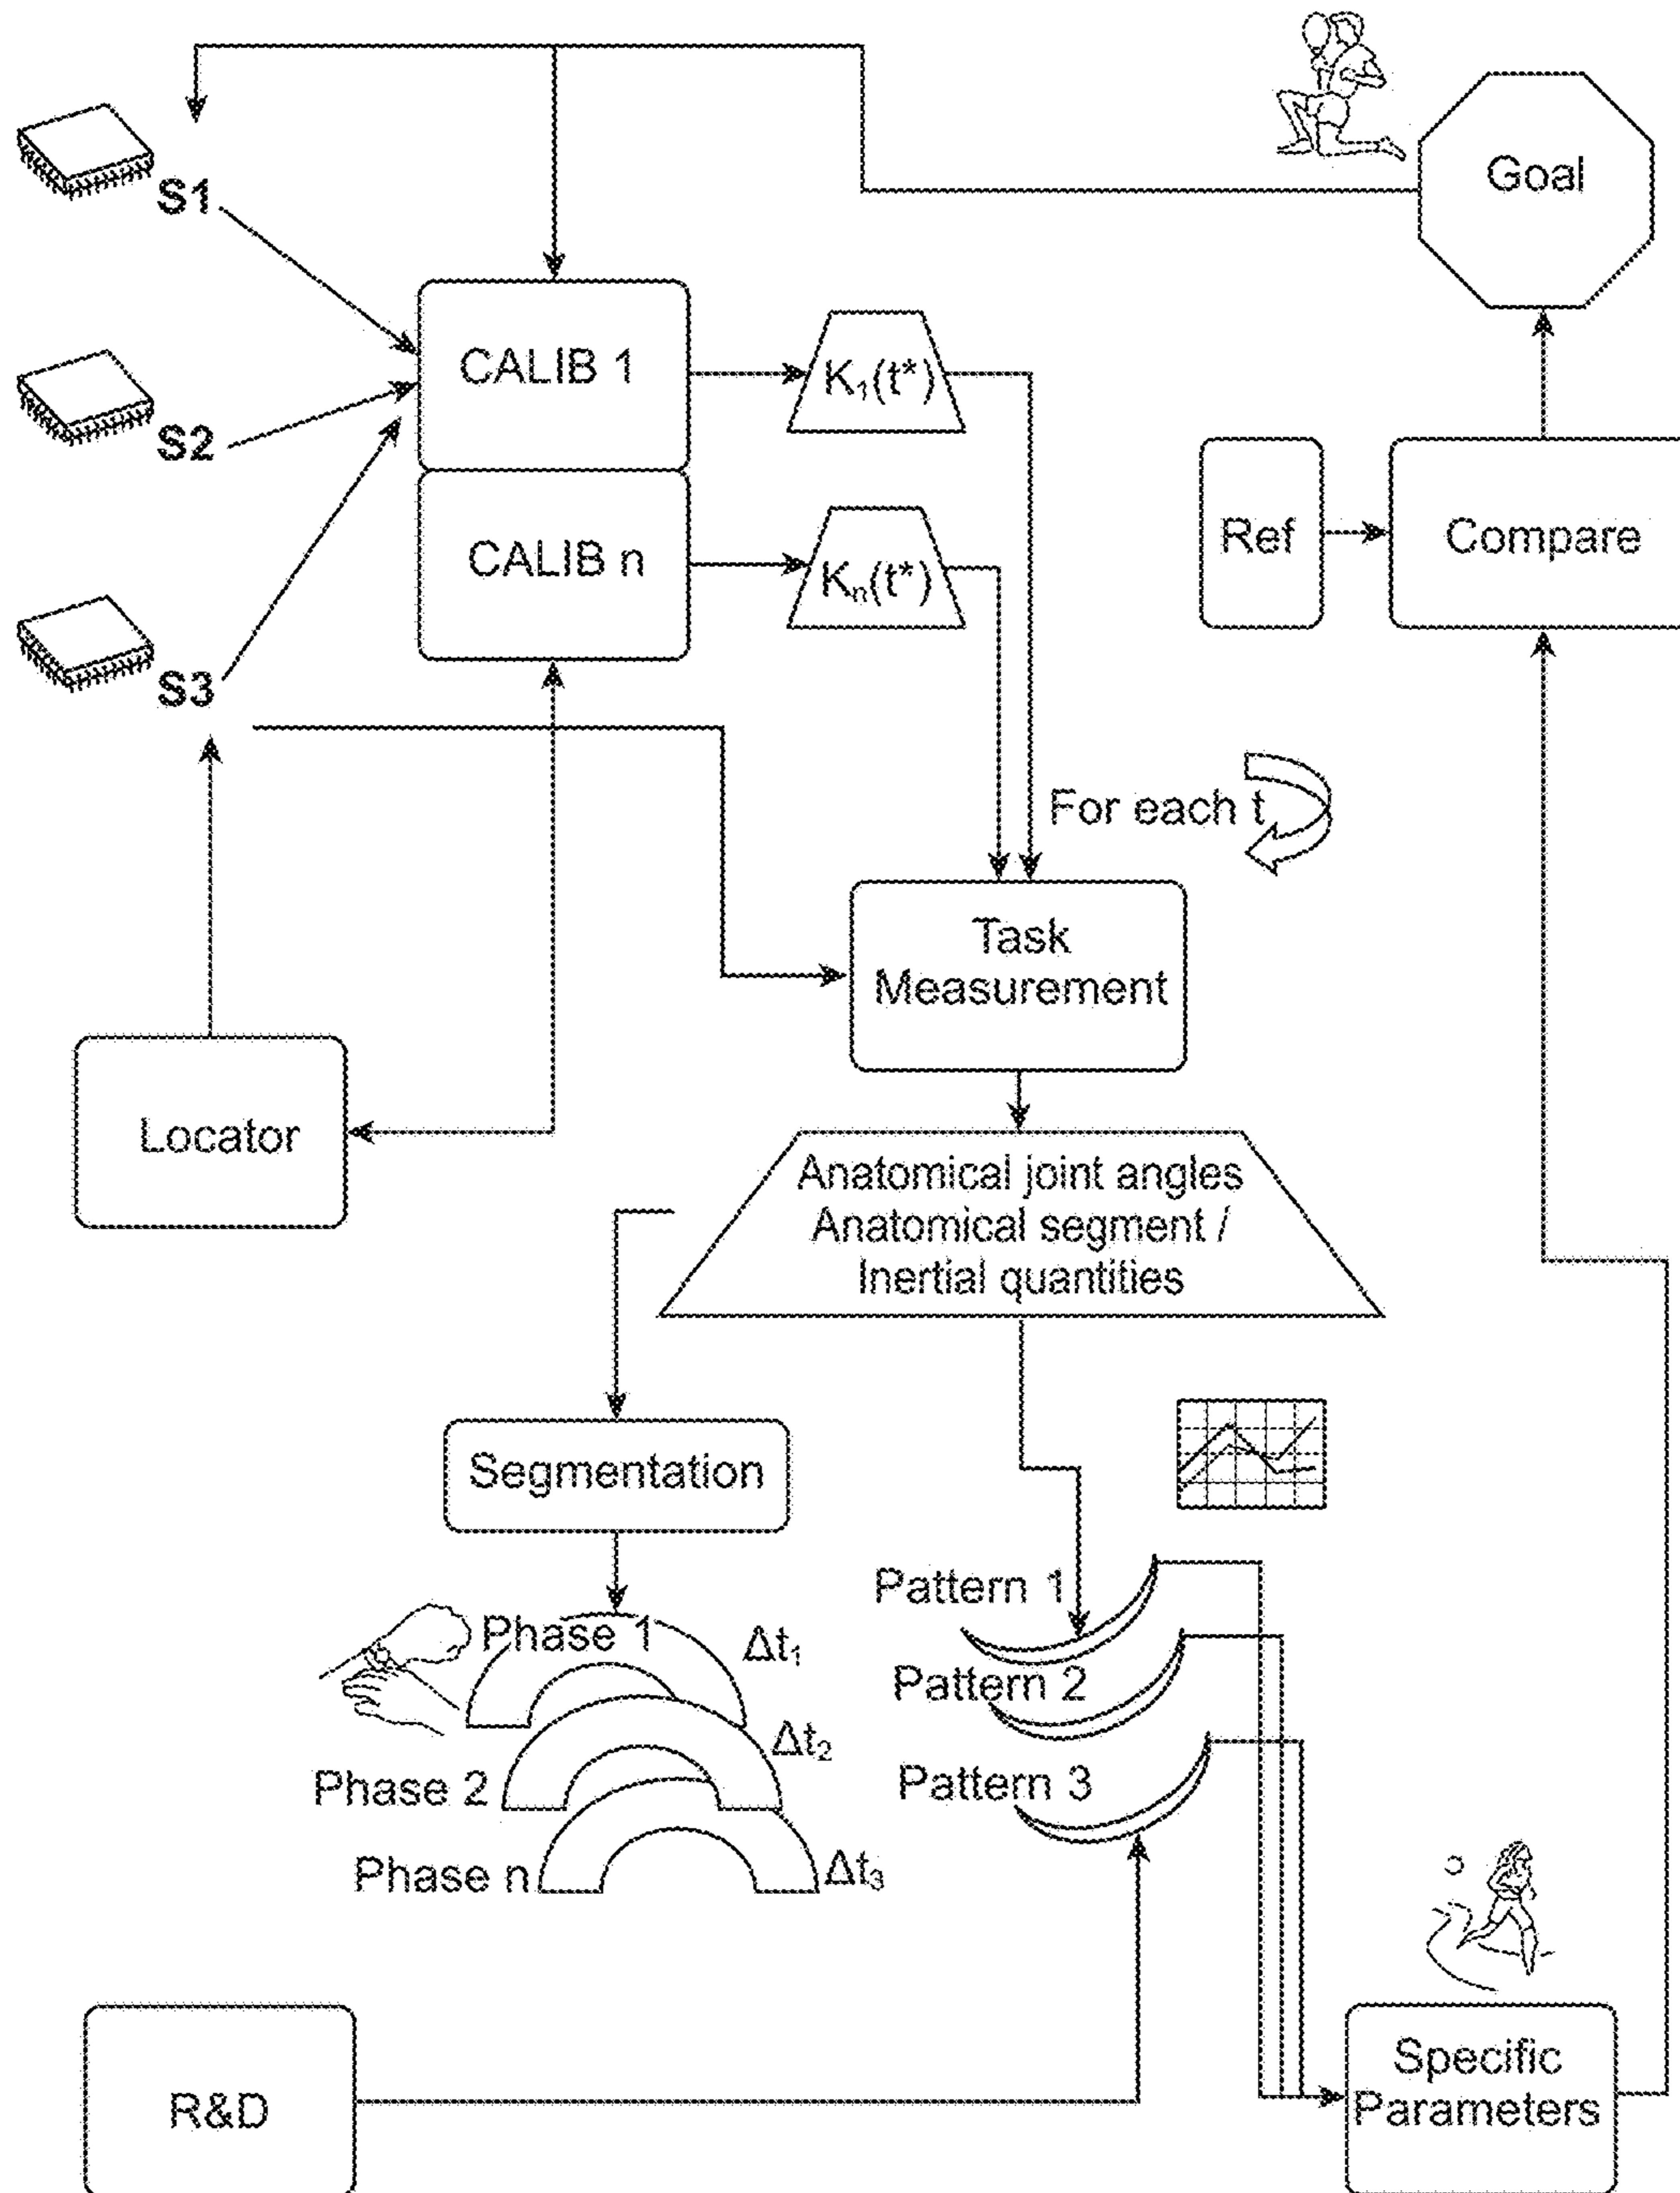 Goal
S1
CALIB 1
K₁(t*)
S2
Ref
Compare
CALIB n
Kₙ(t*)
S3
For each t
Task
Measurement
Locator
Anatomical joint angles
Anatomical segment /
Inertial quantities
Segmentation
Pattern 1
Phase 1
Δt₁
Pattern 2
Δt₂
Phase 2
Pattern 3
Phase n
Δt₃
Specific
Parameters
R&D